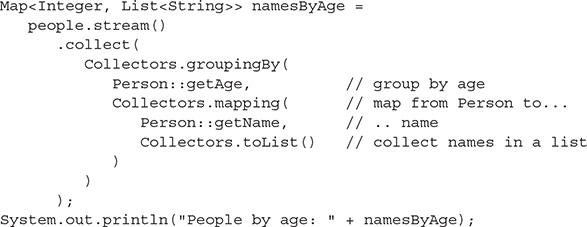 Map<Integer, List<String>> namesByAge =
   people.stream()
      .collect(
         Collectors.groupingBy(
            Person::getAge,          // group by age
            Collectors.mapping(      // map from Person to...
               Person::getName,      // .. name
               Collectors.toList()   // collect names in a list
            )
         )
      );
System.out.println("People by age: " + namesByAge);